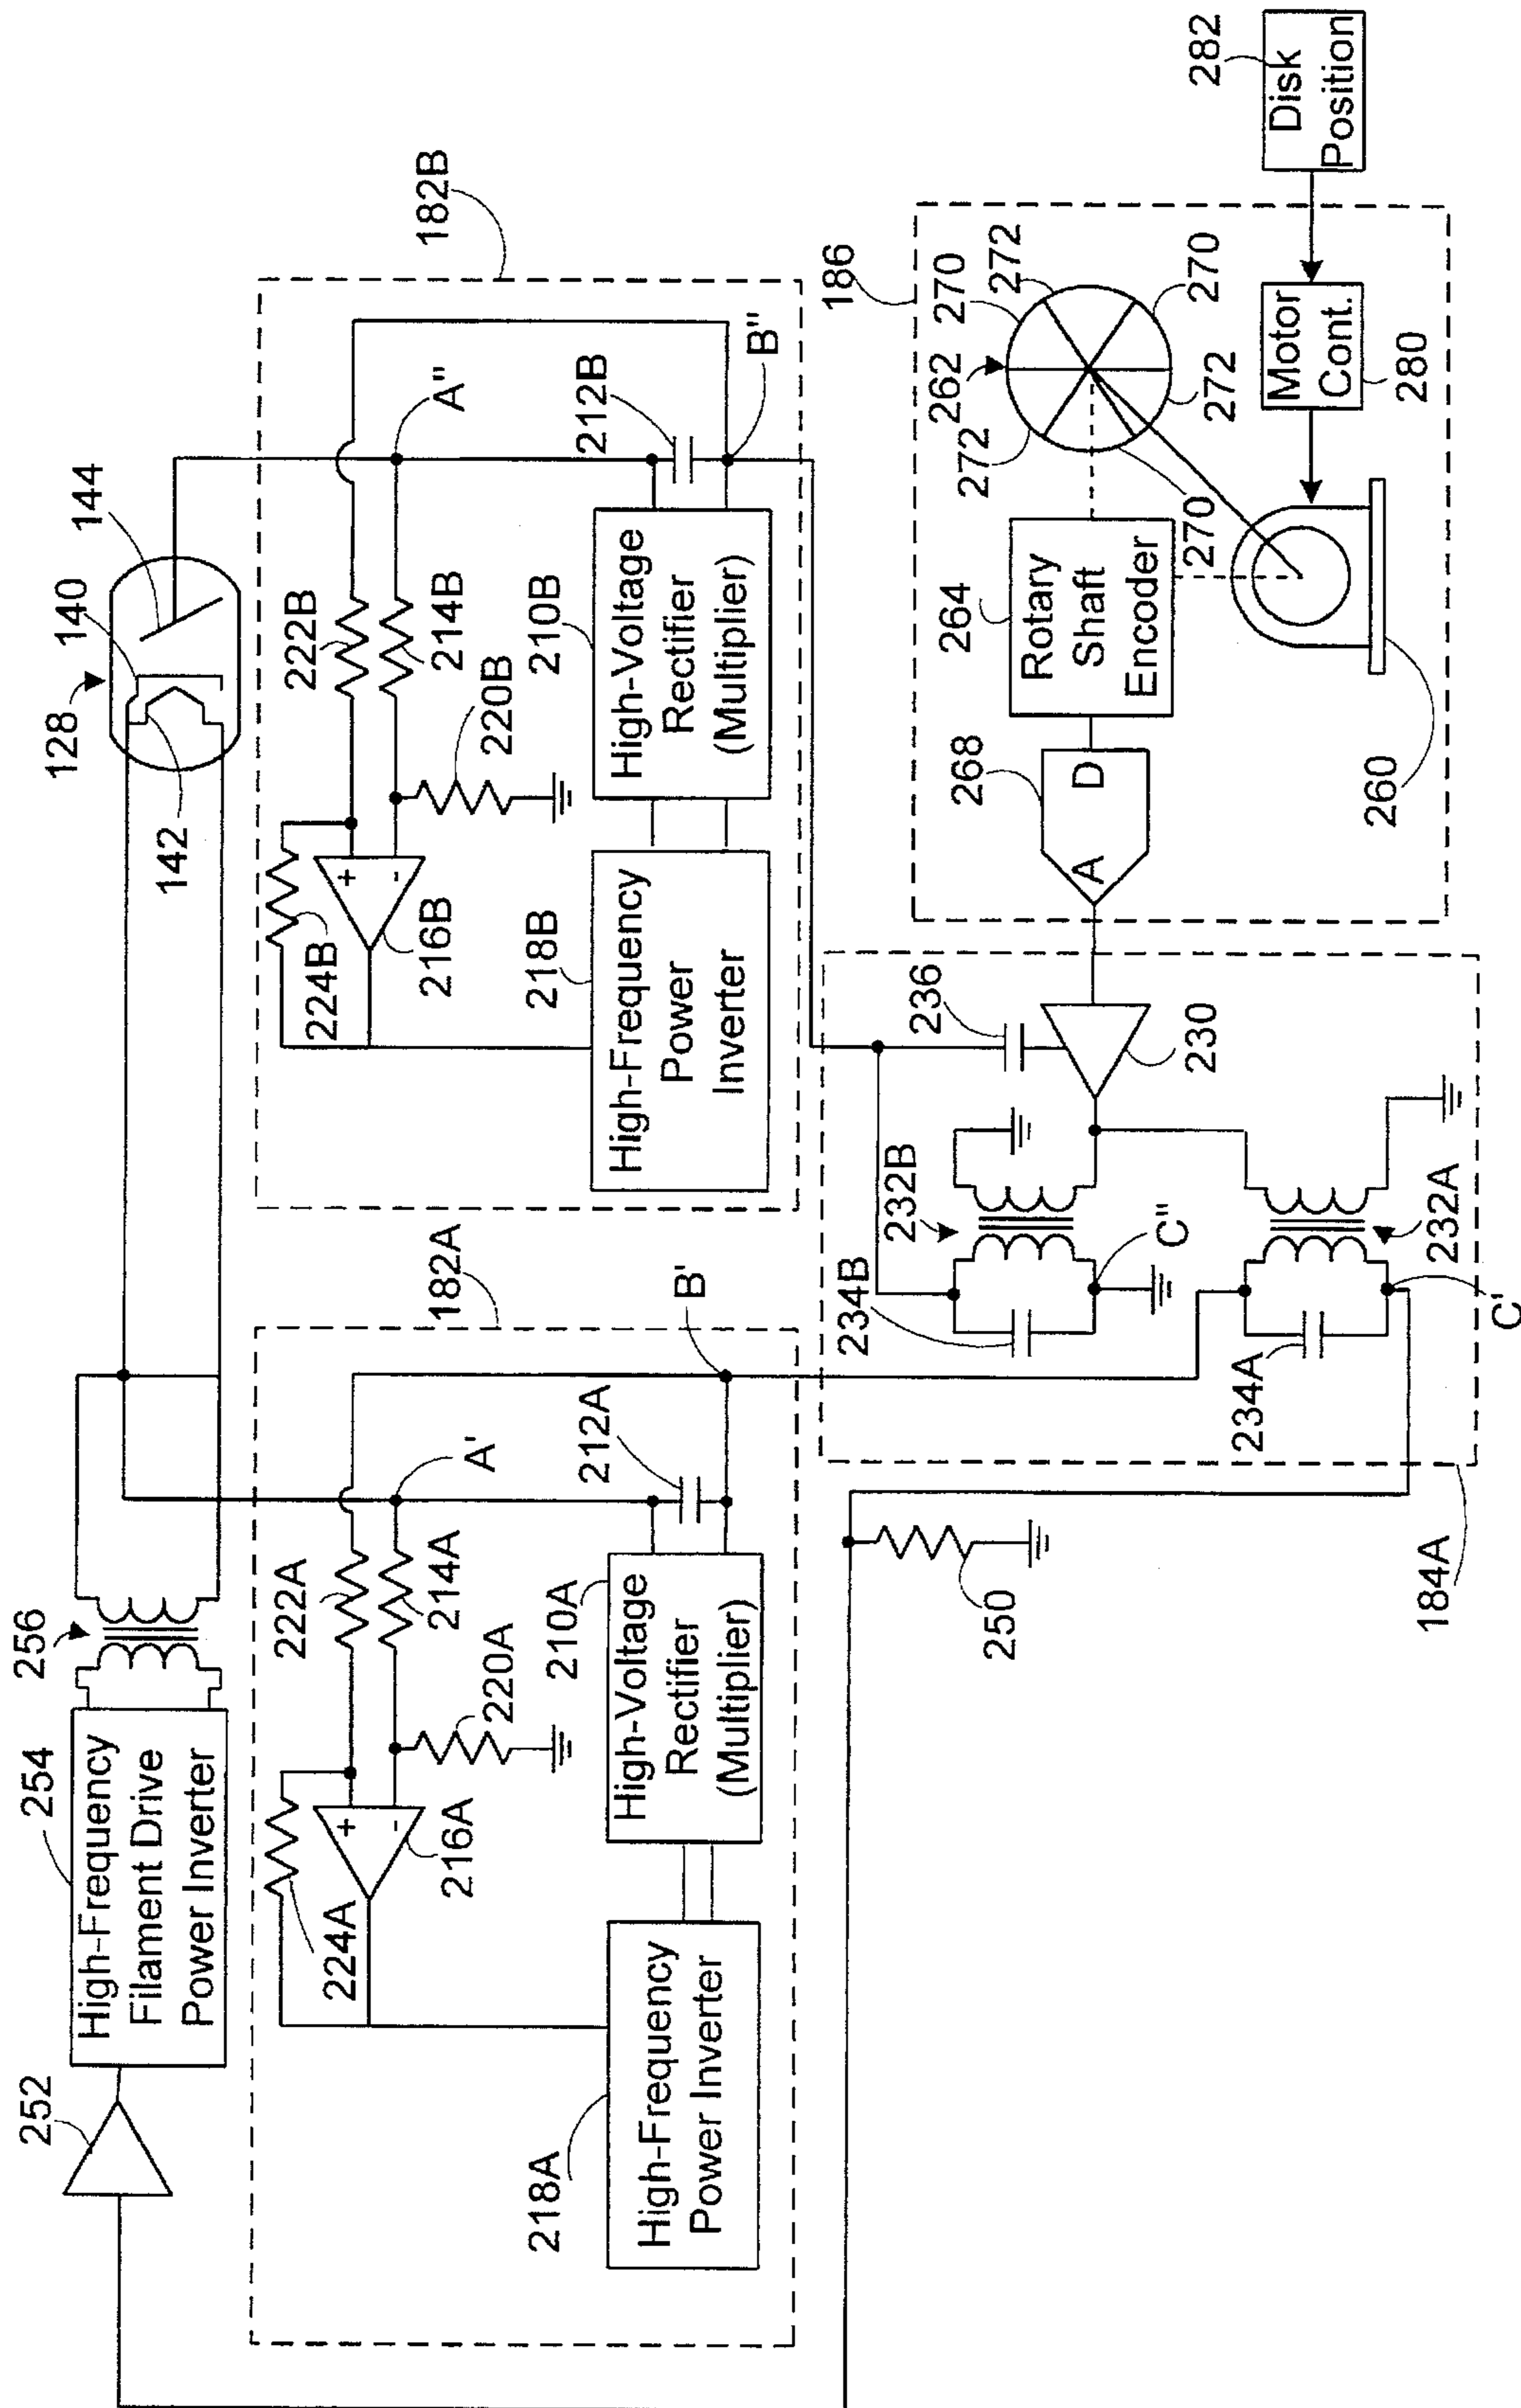 252
254
High-Frequency
Filament Drive
Power Inverter
256
128
140
144
142
182A
224A
222A
214A
216A
+
-
220A
A'
212A
B'
218A
High-Frequency
Power Inverter
210A
High-Voltage
Rectifier
(Multiplier)
182B
224B
222B
214B
216B
+
-
220B
A"
212B
B"
218B
High-Frequency
Power
Inverter
210B
High-Voltage
Rectifier
(Multiplier)
250
184A
234B
232B
C"
236
230
234A
232A
C'
186
268
A
D
264
Rotary
Shaft
Encoder
262
270
272
272
270
272
270
260
Motor
Cont.
280
282
Disk
Position